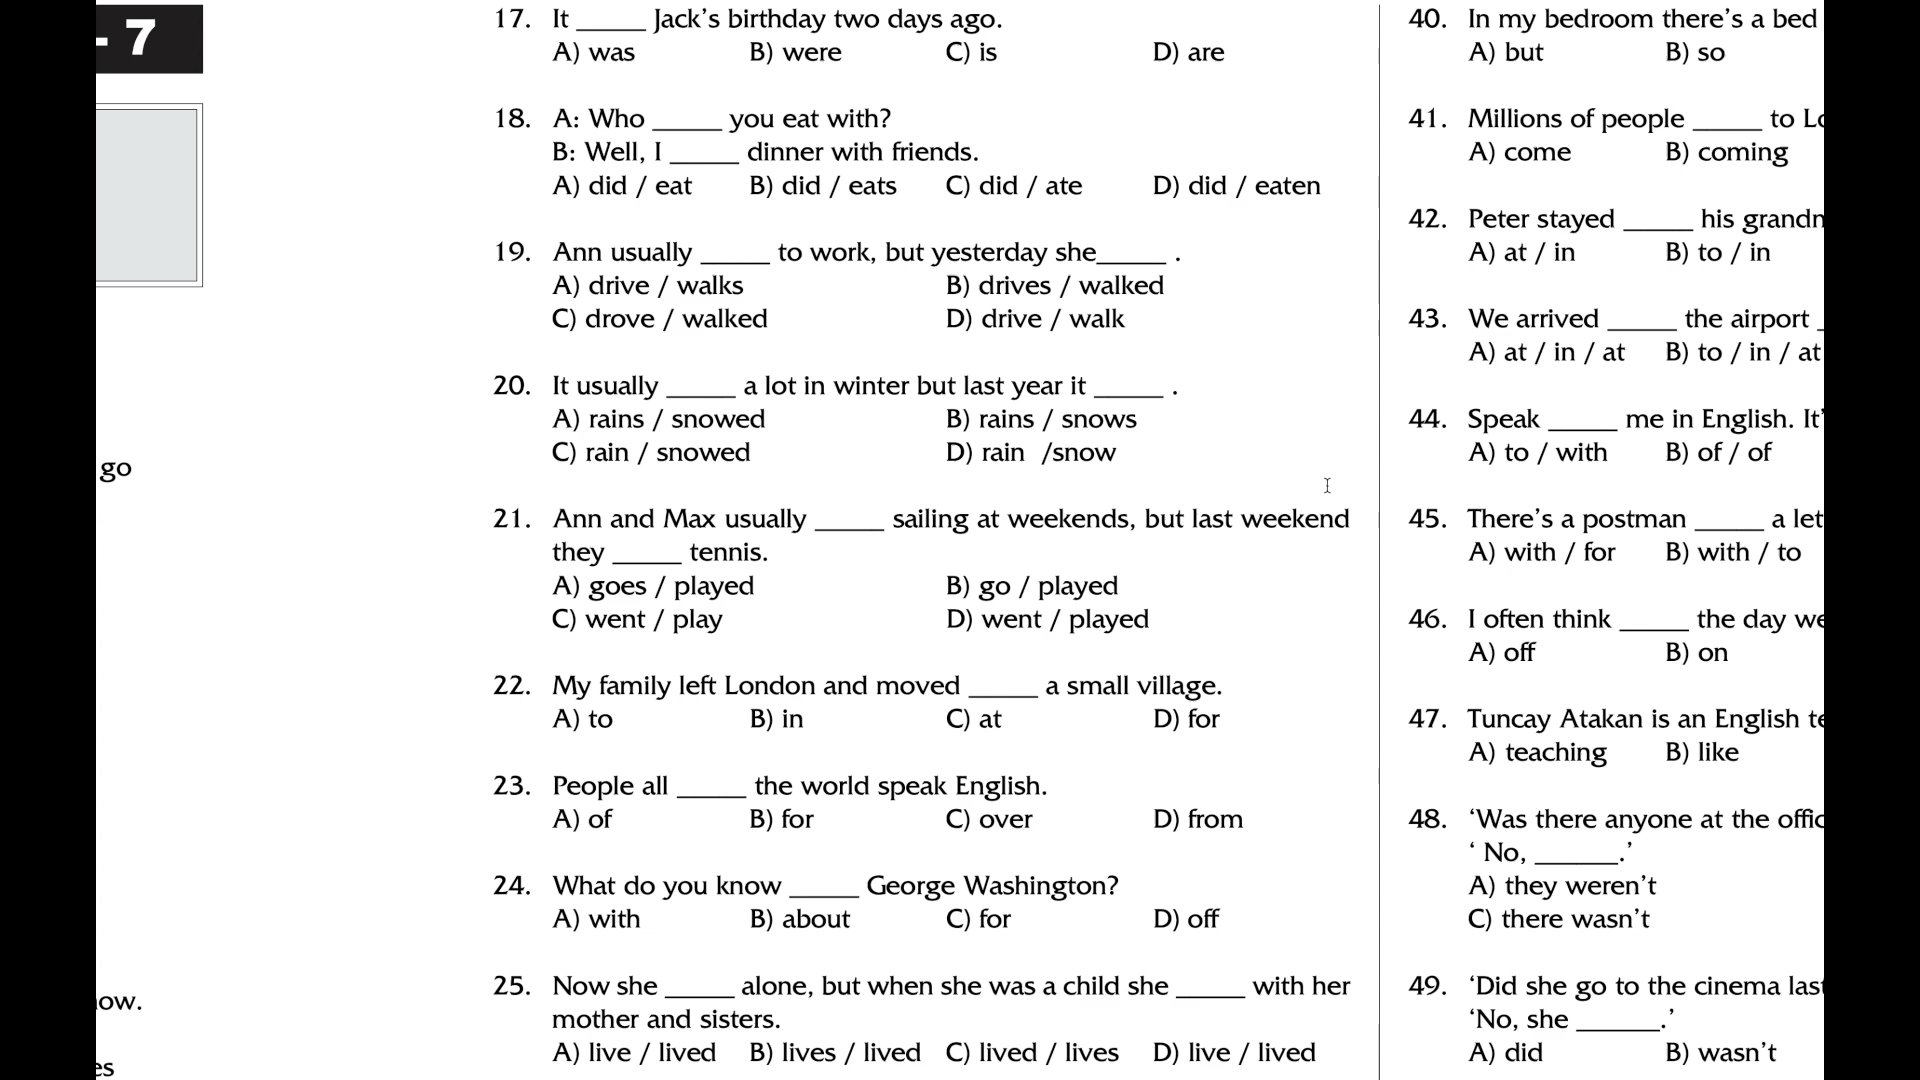 - 7
go
now.
es
17. It _____ Jack’s birthday two days ago.
A) was B) were C) is D) are
18. A: Who _____ you eat with?
B: Well, I _____ dinner with friends.
A) did / eat B) did / eats C) did / ate D) did / eaten
19. Ann usually _____ to work, but yesterday she_____ .
A) drive / walks B) drives / walked
C) drove / walked D) drive / walk
20. It usually _____ a lot in winter but last year it _____ .
A) rains / snowed B) rains / snows
C) rain / snowed D) rain /snow
21. Ann and Max usually _____ sailing at weekends, but last weekend
they _____ tennis.
A) goes / played B) go / played
C) went / play D) went / played
22. My family left London and moved _____ a small village.
A) to B) in C) at D) for
23. People all _____ the world speak English.
A) of B) for C) over D) from
24. What do you know _____ George Washington?
A) with B) about C) for D) off
25. Now she _____ alone, but when she was a child she _____ with her
mother and sisters.
A) live / lived B) lives / lived C) lived / lives D) live / lived
40. In my bedroom there’s a bed
A) but B) so
41. Millions of people _____ to
A) come B) coming
42. Peter stayed _____ his
A) at / in B) to / in
43. We arrived _____ the airport
A) at / in / at B) to / in / at
44. Speak _____ me in English. It’
A) to / with B) of / of
45. There’s a postman _____ a let
A) with / for B) with / to
46. I often think _____ the day we
A) off B) on
47. Tuncay Atakan is an English te
A) teaching B) like
48. ‘Was there anyone at the offic
‘ No, ______.’
A) they weren’t
C) there wasn’t
49. ‘Did she go to the cinema last
‘No, she ______.’
A) did B) wasn’t